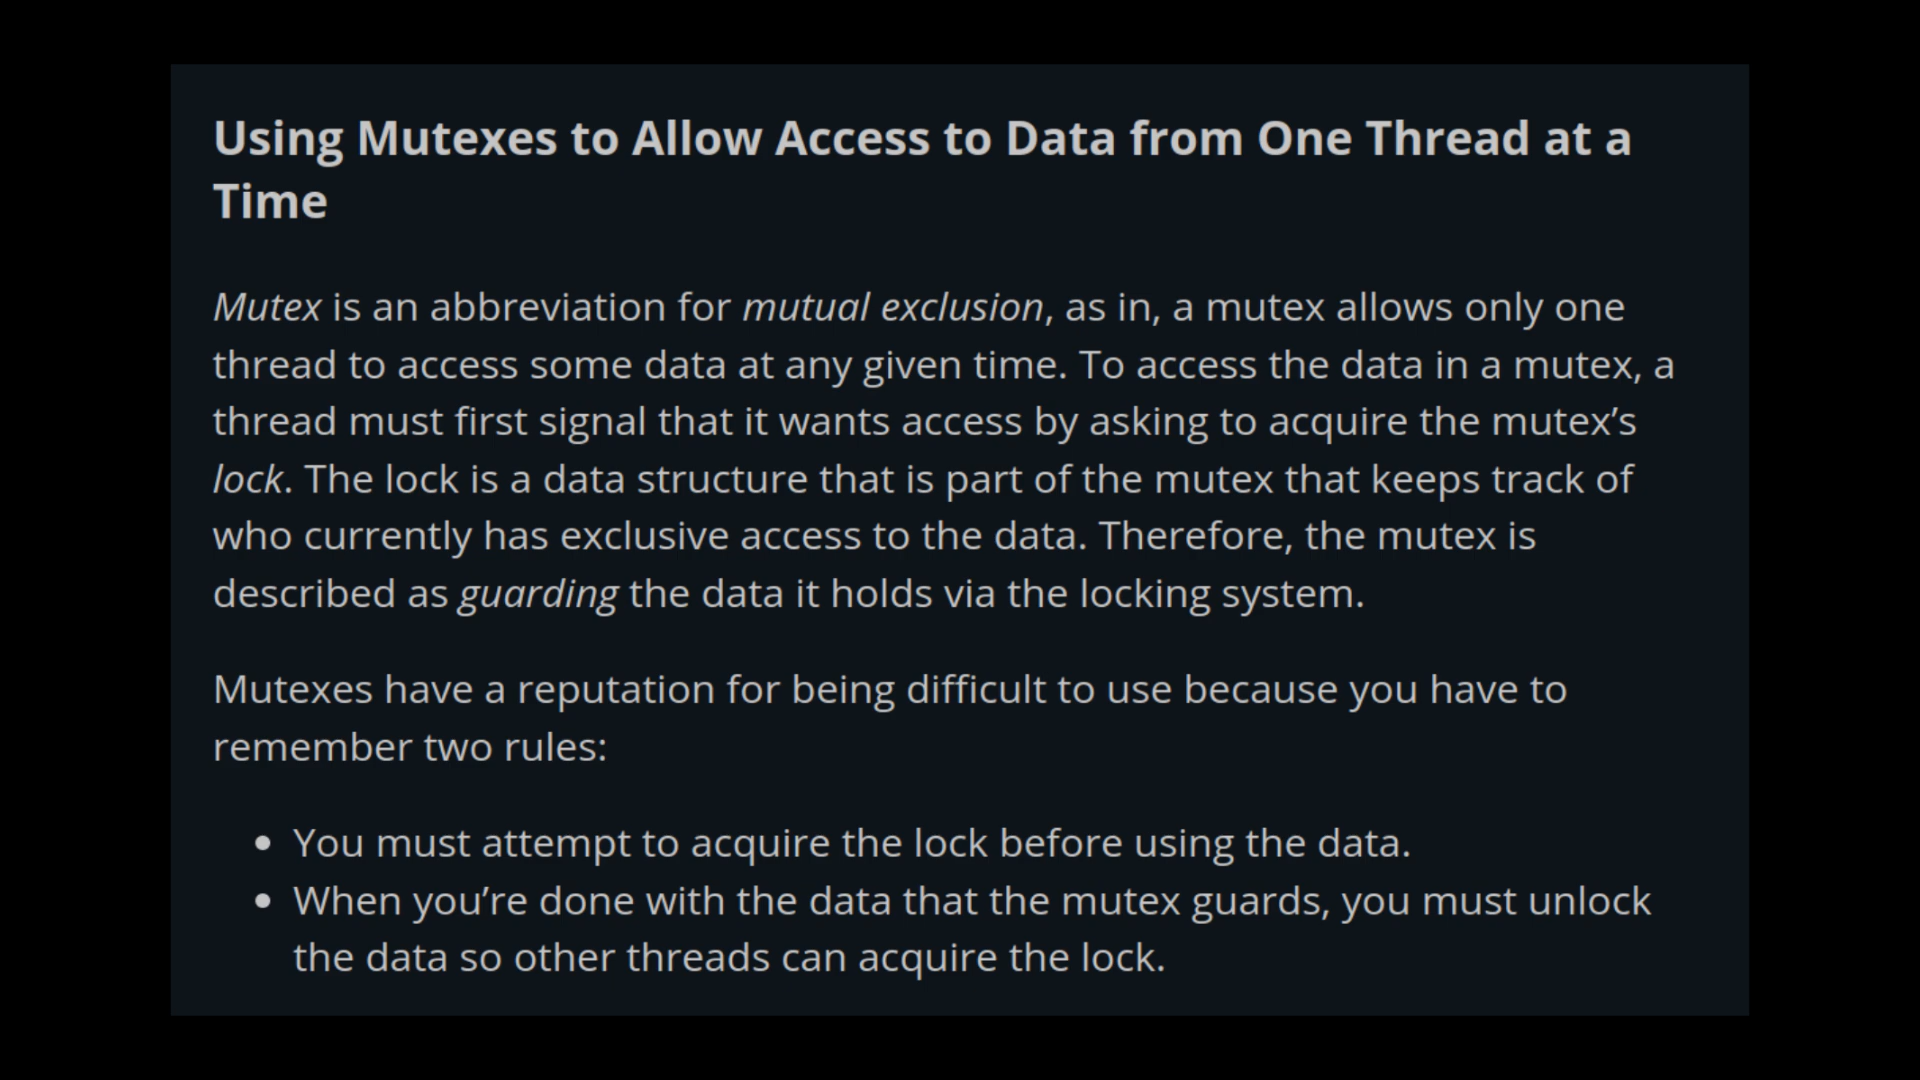 Using Mutexes to Allow Access to Data from One Thread at a
Time
Mutex is an abbreviation for mutual exclusion, as in, a mutex allows only one
thread to access some data at any given time. To access the data in a mutex, a
thread must first signal that it wants access by asking to acquire the mutex’s
lock. The lock is a data structure that is part of the mutex that keeps track of
who currently has exclusive access to the data. Therefore, the mutex is
described as guarding the data it holds via the locking system.
Mutexes have a reputation for being difficult to use because you have to
remember two rules:
• You must attempt to acquire the lock before using the data.
• When you’re done with the data that the mutex guards, you must unlock
the data so other threads can acquire the lock.